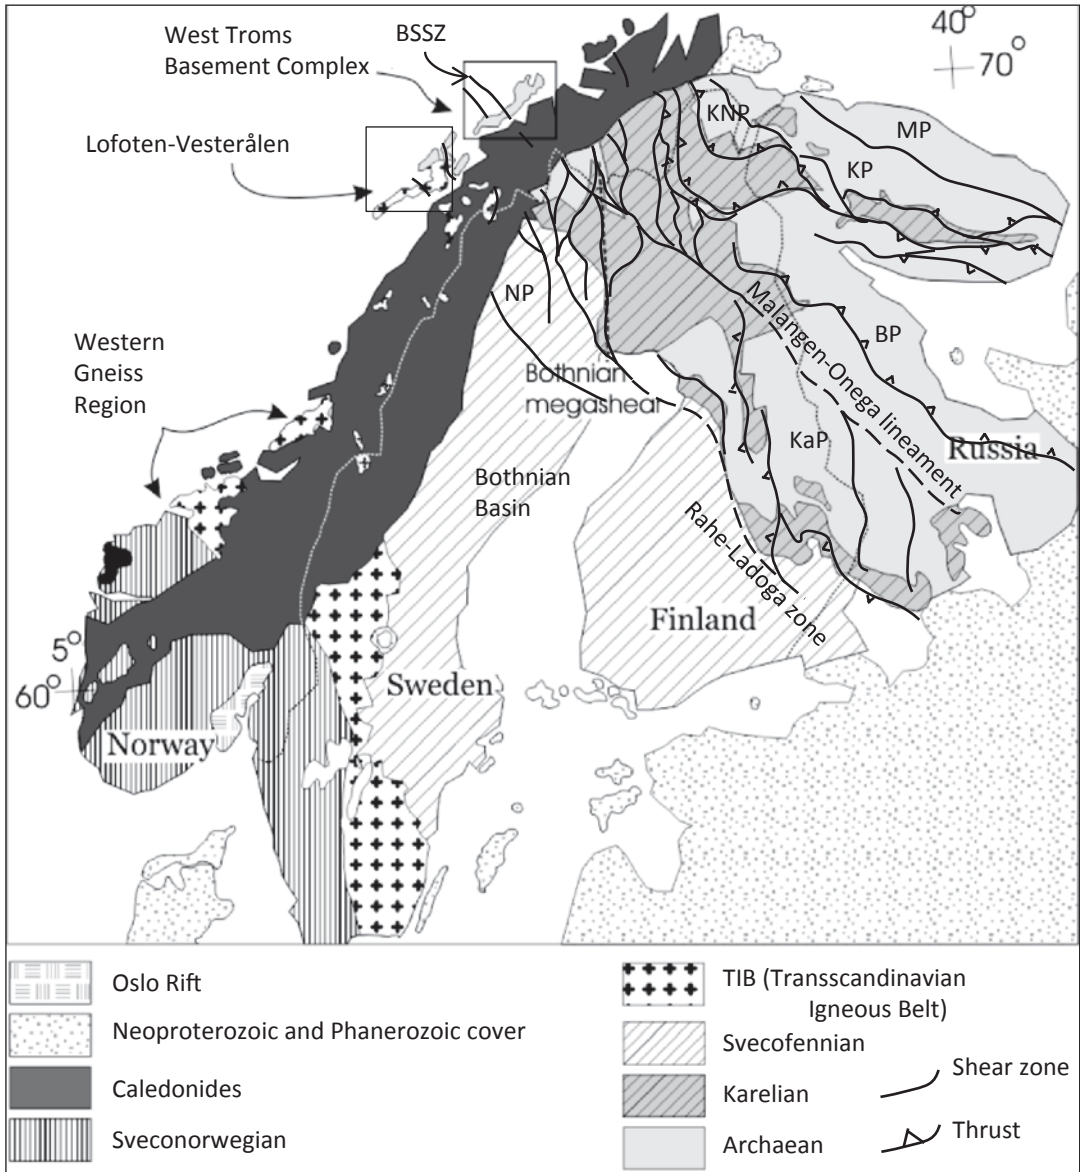 West Troms
Basement Complex
BSSZ
40°
70°
Lofoten-Vesterålen
KNP
MP
KP
NP
Malangen-Onega lineament
BP
Western
Gneiss
Region
Bothnian
megashear
KaP
Russia
Bothnian
Basin
Rahe-Ladoga zone
Finland
5°
60°
Sweden
Norway
Oslo Rift
Neoproterozoic and Phanerozoic cover
Caledonides
Sveconorwegian
TIB (Transscandinavian
Igneous Belt)
Svecofennian
Karelian
Archaean
Shear zone
Thrust